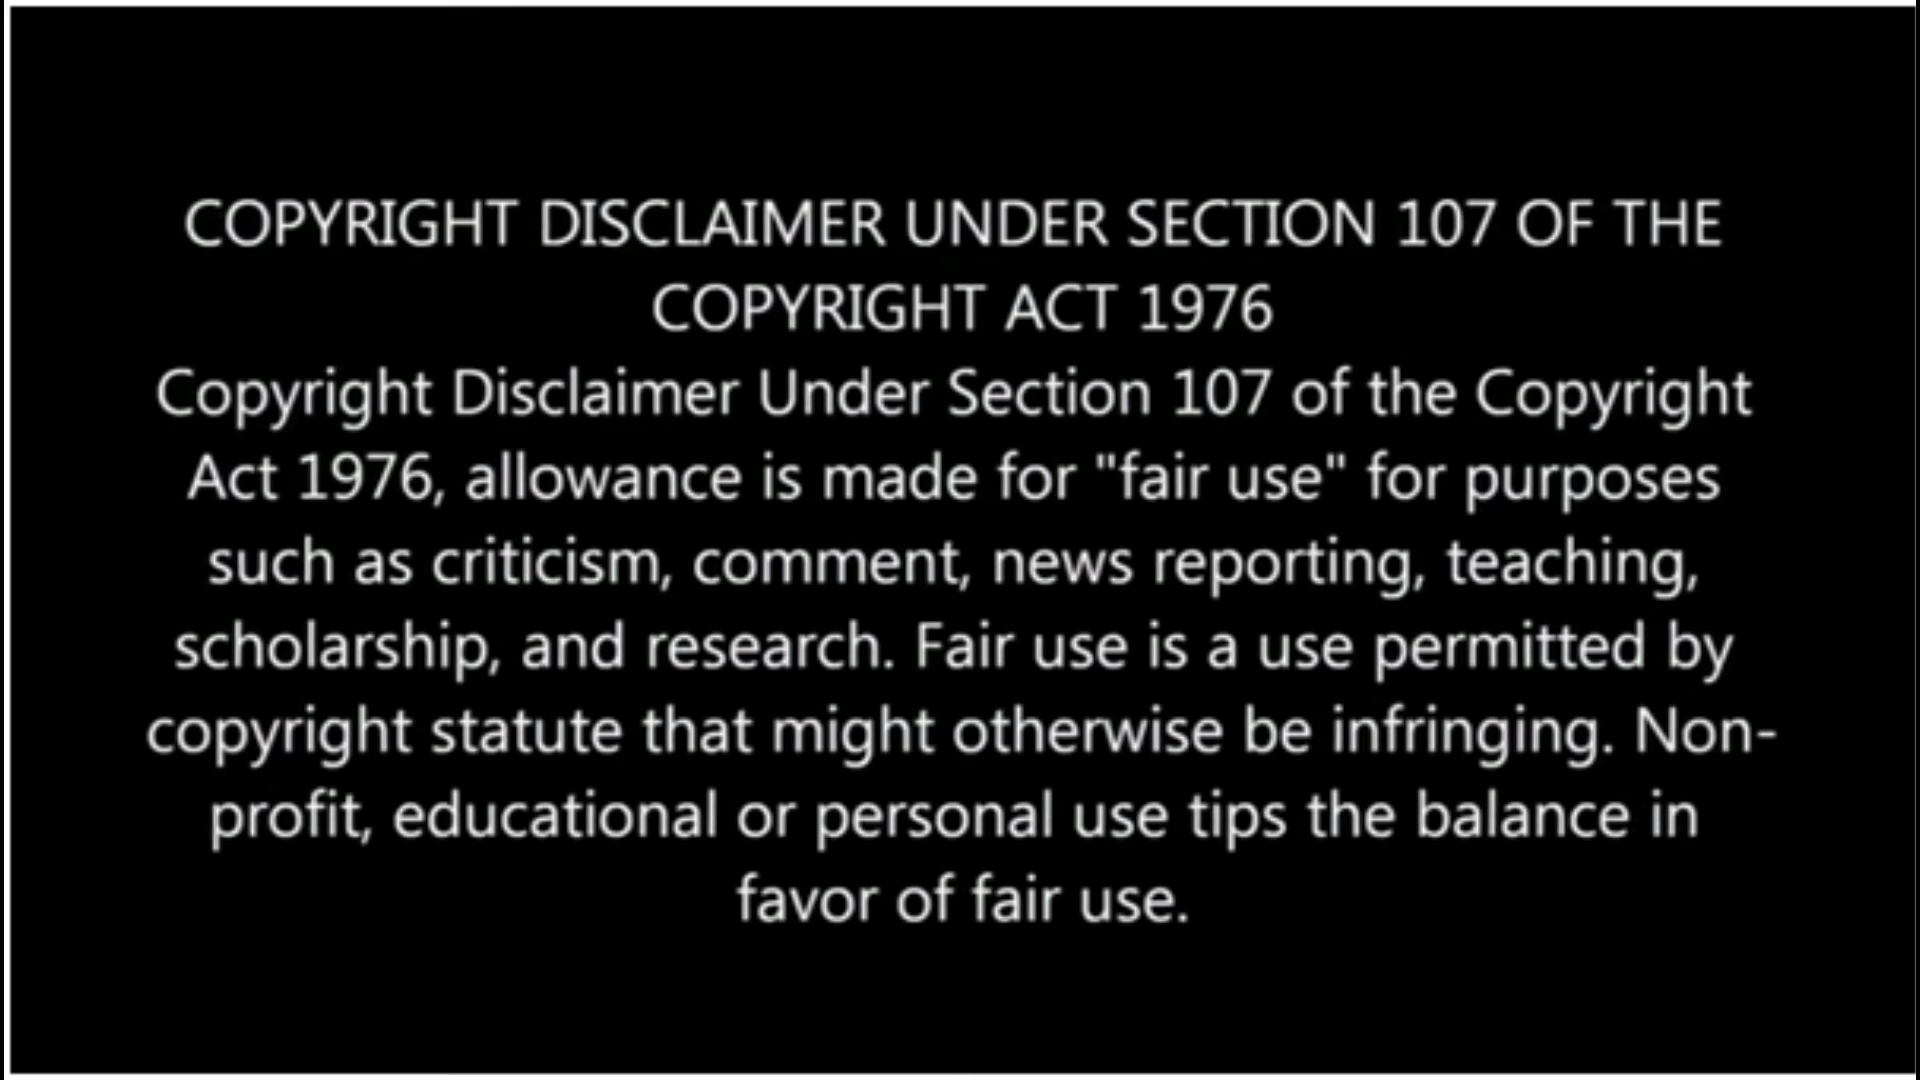 COPYRIGHT DISCLAIMER UNDER SECTION 107 OF THE
COPYRIGHT ACT 1976
Copyright Disclaimer Under Section 107 of the Copyright
Act 1976, allowance is made for "fair use" for purposes
such as criticism, comment, news reporting, teaching,
scholarship, and research. Fair use is a use permitted by
copyright statute that might otherwise be infringing. Non-
profit, educational or personal use tips the balance in
favor of fair use.